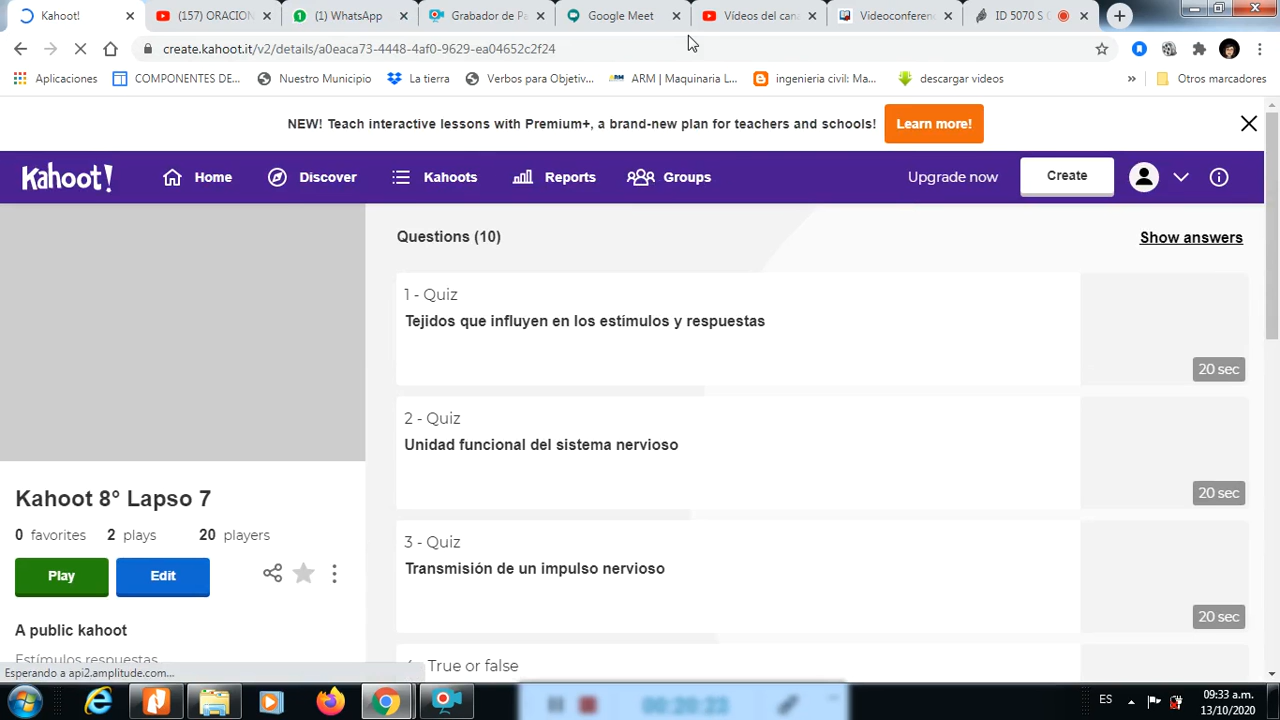 Kahoot!
(157) ORACION
(1) WhatsApp
Grabador de Pa
Google Meet
Vídeos del cana
Videoconferenc
ID 5070 S C
create.kahoot.it/v2/details/a0eaca73-4448-4af0-9629-ea04652c2f24
Aplicaciones
COMPONENTES DE...
Nuestro Municipio
La tierra
Verbos para Objetiv...
ARM | Maquinaria L...
ingenieria civil: Ma...
descargar videos
»
Otros marcadores
NEW! Teach interactive lessons with Premium+, a brand-new plan for teachers and schools!
Learn more!
Kahoot!
Home
Discover
Kahoots
Reports
Groups
Upgrade now
Create
Questions (10)
Show answers
1 - Quiz
Tejidos que influyen en los estímulos y respuestas
20 sec
2 - Quiz
Unidad funcional del sistema nervioso
20 sec
3 - Quiz
Transmisión de un impulso nervioso
20 sec
True or false
Kahoot 8° Lapso 7
0 favorites 2 plays 20 players
Play
Edit
A public kahoot
Estímulos respuestas
Esperando a api2.amplitude.com...
ES
09:33 a.m.
13/10/2020